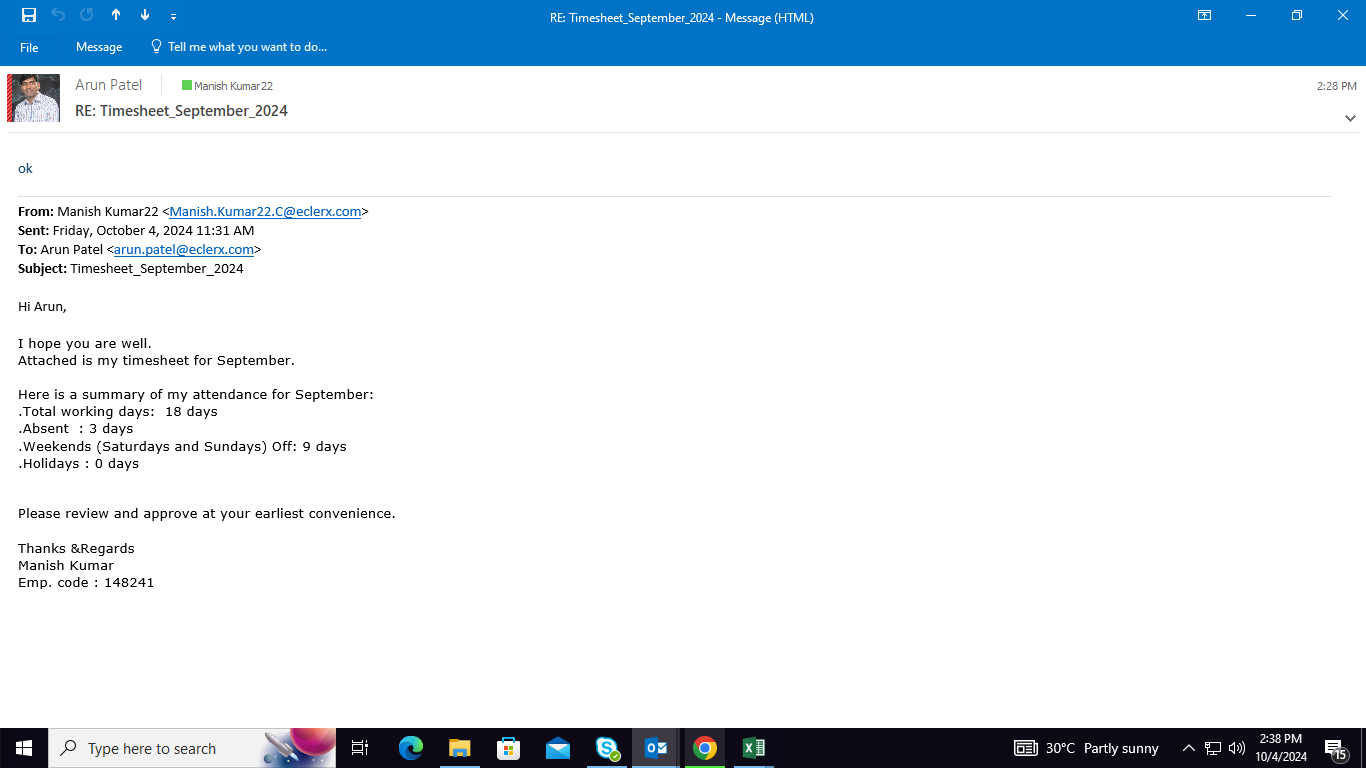 RE: Timesheet_September_2024 - Message (HTML)
File Message Tell me what you want to do...
Arun Patel Manish Kumar22 2:28 PM
RE: Timesheet_September_2024
ok
From: Manish Kumar22 <Manish.Kumar22.C@eclerx.com>
Sent: Friday, October 4, 2024 11:31 AM
To: Arun Patel <arun.patel@eclerx.com>
Subject: Timesheet_September_2024
Hi Arun,
I hope you are well.
Attached is my timesheet for September.
Here is a summary of my attendance for September:
.Total working days:  18 days
.Absent  : 3 days
.Weekends (Saturdays and Sundays) Off: 9 days
.Holidays : 0 days
Please review and approve at your earliest convenience.
Thanks &Regards
Manish Kumar
Emp. code : 148241
Type here to search 30°C Partly sunny 2:38 PM
10/4/2024 15